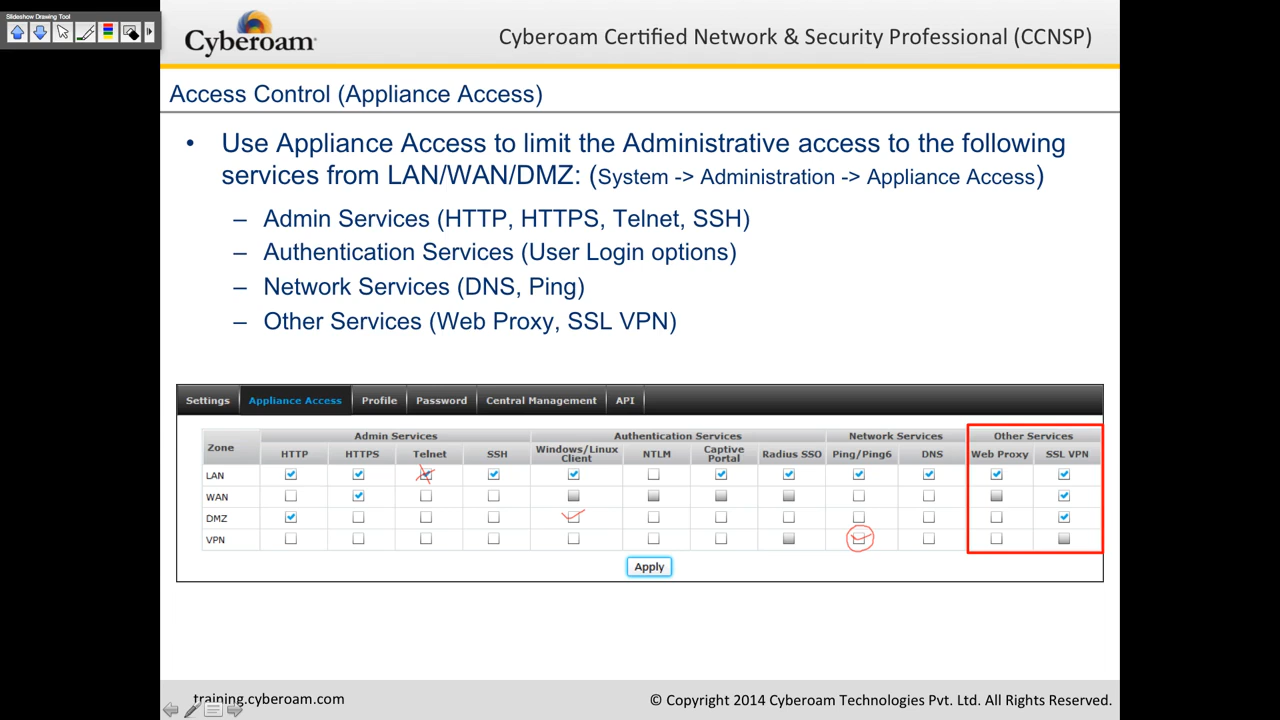 Slideshow Drawing Tool
Cyberoam
Cyberoam Certified Network & Security Professional (CCNSP)
Access Control (Appliance Access)
• Use Appliance Access to limit the Administrative access to the following
services from LAN/WAN/DMZ: (System -> Administration -> Appliance Access)
– Admin Services (HTTP, HTTPS, Telnet, SSH)
– Authentication Services (User Login options)
– Network Services (DNS, Ping)
– Other Services (Web Proxy, SSL VPN)
Settings Appliance Access Profile Password Central Management API
Zone Admin Services Authentication Services Network Services Other Services
HTTP HTTPS Telnet SSH Windows/Linux Client NTLM Captive Portal Radius SSO Ping/Ping6 DNS Web Proxy SSL VPN
LAN
WAN
DMZ
VPN
Apply
training.cyberoam.com
© Copyright 2014 Cyberoam Technologies Pvt. Ltd. All Rights Reserved.